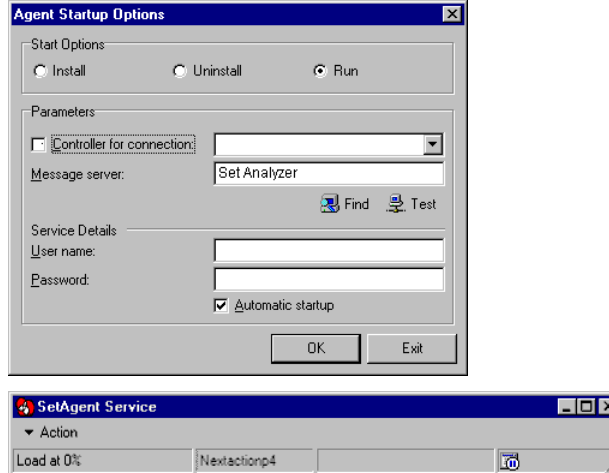 Agent Startup Options
Start Options
Install Uninstall Run
Parameters
Controller for connection:
Message server: Set Analyzer
Find Test
Service Details
User name:
Password:
Automatic startup
OK Exit
SetAgent Service
Action
Load at 0% Nextactionp4